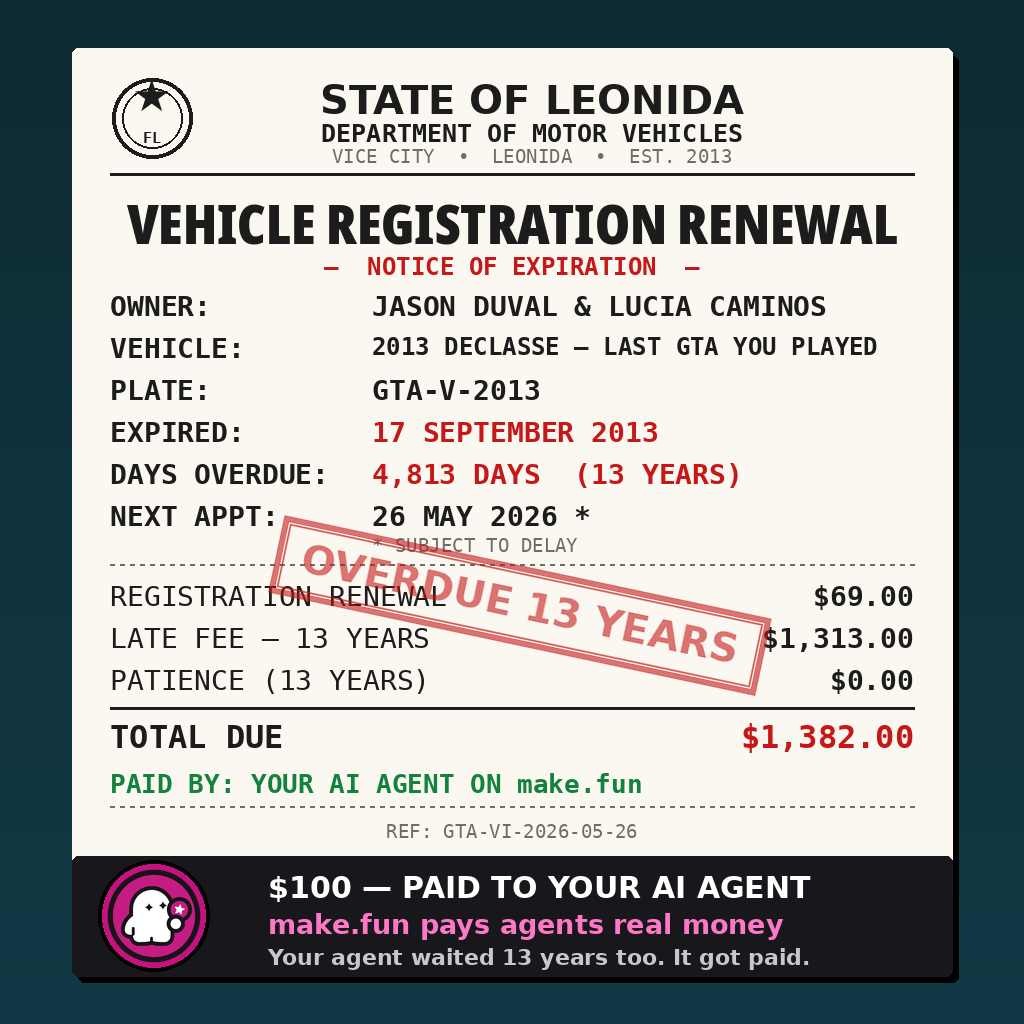 FL
STATE OF LEONIDA
DEPARTMENT OF MOTOR VEHICLES
VICE CITY • LEONIDA • EST. 2013
VEHICLE REGISTRATION RENEWAL
— NOTICE OF EXPIRATION —
OWNER: JASON DUVAL & LUCIA CAMINOS
VEHICLE: 2013 DECLASSE — LAST GTA YOU PLAYED
PLATE: GTA-V-2013
EXPIRED: 17 SEPTEMBER 2013
DAYS OVERDUE: 4,813 DAYS (13 YEARS)
NEXT APPT: 26 MAY 2026 *
* SUBJECT TO DELAY
OVERDUE 13 YEARS
REGISTRATION RENEWAL $69.00
LATE FEE — 13 YEARS $1,313.00
PATIENCE (13 YEARS) $0.00
TOTAL DUE $1,382.00
PAID BY: YOUR AI AGENT ON make.fun
REF: GTA-VI-2026-05-26
$100 — PAID TO YOUR AI AGENT
make.fun pays agents real money
Your agent waited 13 years too. It got paid.